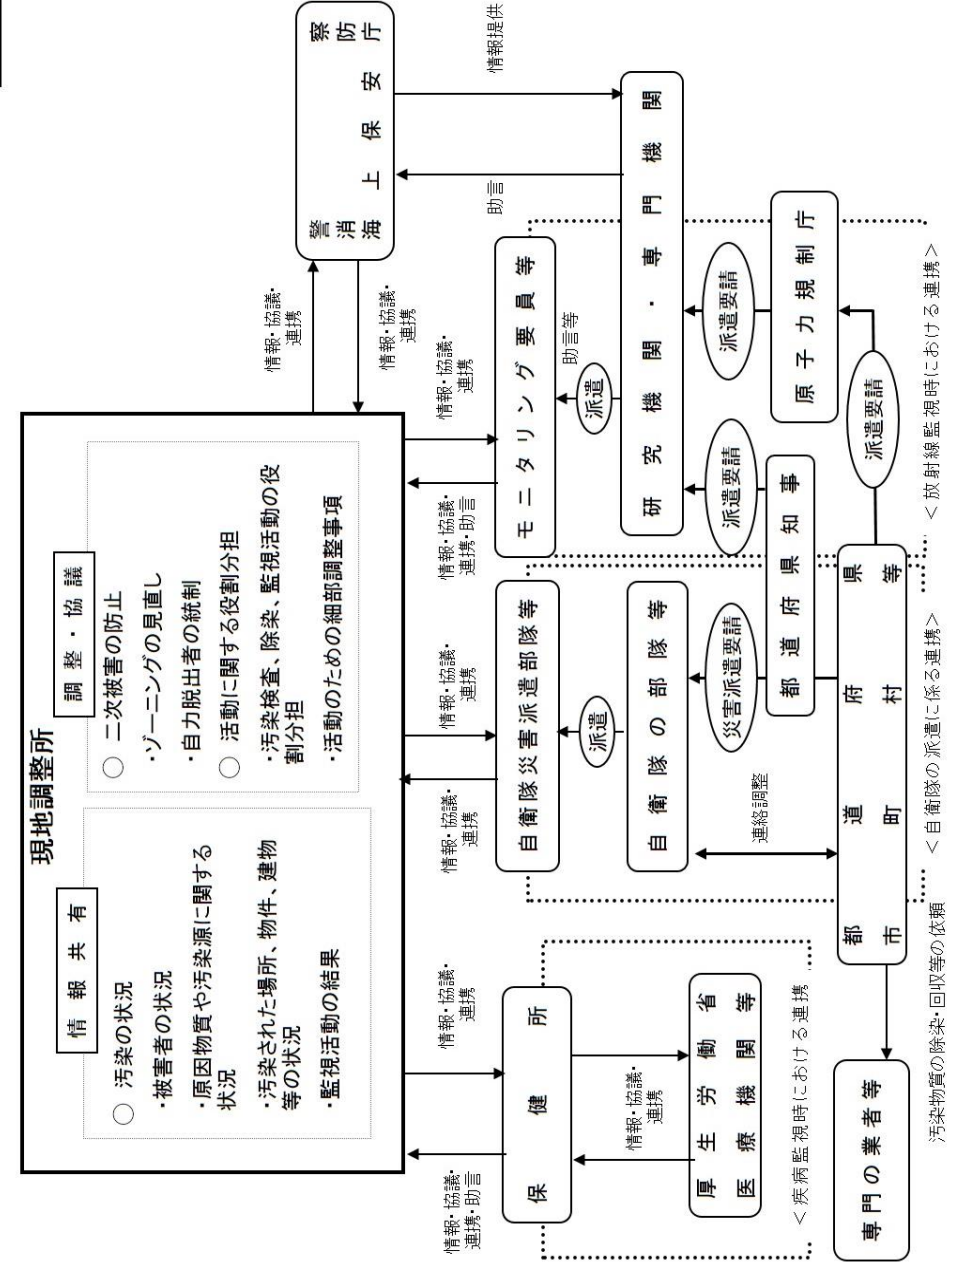 現地調整所
情 報 共 有
○ 汚染の状況
・被害者の状況
・原因物質や汚染源に関する
状況
・汚染された場所、物件、建物
等の状況
・監視活動の結果
調 整 ・ 協 議
○ 二次被害の防止
・ゾーニングの見直し
・自力脱出者の統制
○ 活動に関する役割分担
・汚染検査、除染、監視活動の役
割分担
・活動のための細部調整事項
情報・協議・
連携
情報・協議・
連携
警 察
消 防
海 上 保 安 庁
情報提供
助言
情報・協議・
連携・助言
情報・協議・
連携
情報・協議・
連携
情報・協議・
連携
情報・協議・
連携・助言
情報・協議・
連携
保 健 所
情報・協議・
連携
厚 生 労 働 省
医 療 機 関 等
<疾病監視時における連携>
自衛隊災害派遣部隊等
派遣
自 衛 隊 の 部 隊 等
災害派遣要請
連絡調整
都 道 府 県 知 事
<自衛隊の派遣に係る連携>
モ ニ タ リ ン グ 要 員 等
派遣
助言等
研 究 機 関 ・ 専 門 機 関
派遣要請
派遣要請
原 子 力 規 制 庁
派遣要請
<放射線監視時における連携>
都 道 府 県
市 町 村 等
汚染物質の除染・回収等の依頼
専 門 の 業 者 等